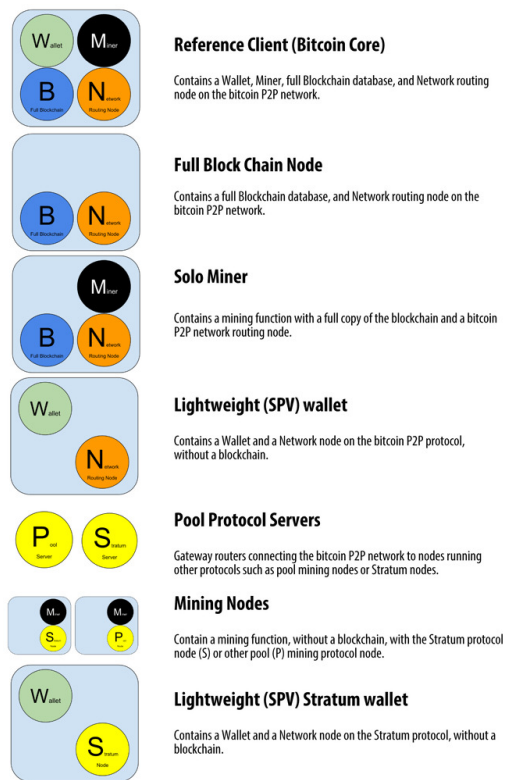 Wallet
Miner
B
Full Blockchain
Network
Routing Node
Reference Client (Bitcoin Core)
Contains a Wallet, Miner, full Blockchain database, and Network routing
node on the bitcoin P2P network.
B
Full Blockchain
Network
Routing Node
Full Block Chain Node
Contains a full Blockchain database, and Network routing node on the
bitcoin P2P network.
Miner
B
Full Blockchain
Network
Routing Node
Solo Miner
Contains a mining function with a full copy of the blockchain and a bitcoin
P2P network routing node.
Wallet
Network
Routing Node
Lightweight (SPV) wallet
Contains a Wallet and a Network node on the bitcoin P2P protocol,
without a blockchain.
Pool
Server
Stratum
Server
Pool Protocol Servers
Gateway routers connecting the bitcoin P2P network to nodes running
other protocols such as pool mining nodes or Stratum nodes.
M
S
M
P
Mining Nodes
Contain a mining function, without a blockchain, with the Stratum protocol
node (S) or other pool (P) mining protocol node.
Wallet
Stratum
Node
Lightweight (SPV) Stratum wallet
Contains a Wallet and a Network node on the Stratum protocol, without a
blockchain.